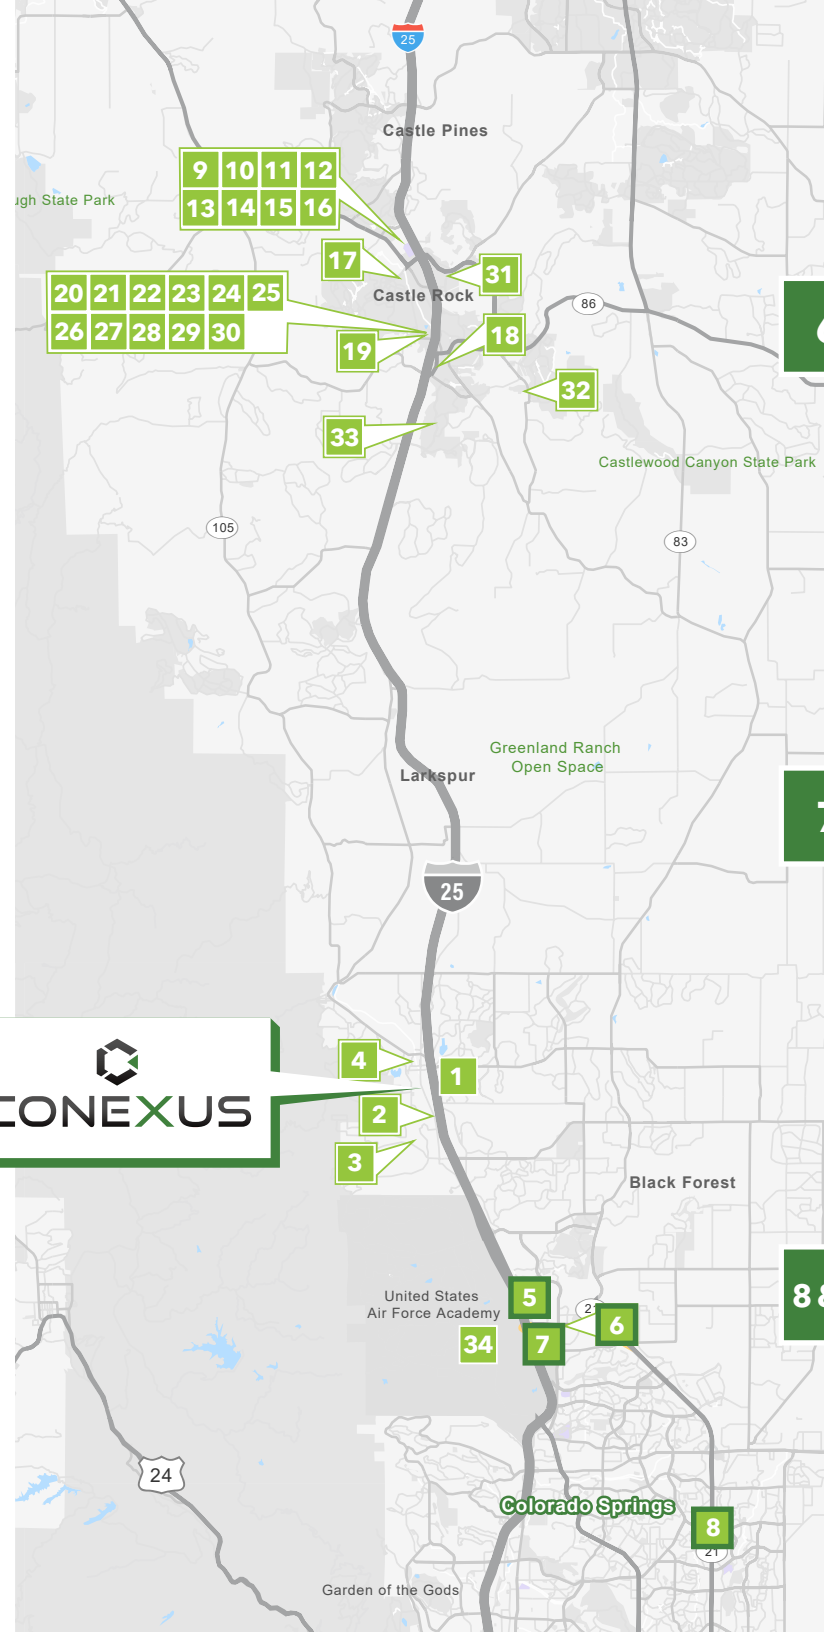 25
Castle Pines
9 10 11 12
13 14 15 16
ugh State Park
17
31
20 21 22 23 24 25
26 27 28 29 30
Castle Rock
86
18
19
32
33
Castlewood Canyon State Park
105
83
Greenland Ranch
Open Space
Larkspur
25
4
1
CONEXUS
2
3
Black Forest
United States
Air Force Academy
5
21
6
34
7
24
Colorado Springs
8
21
Garden of the Gods